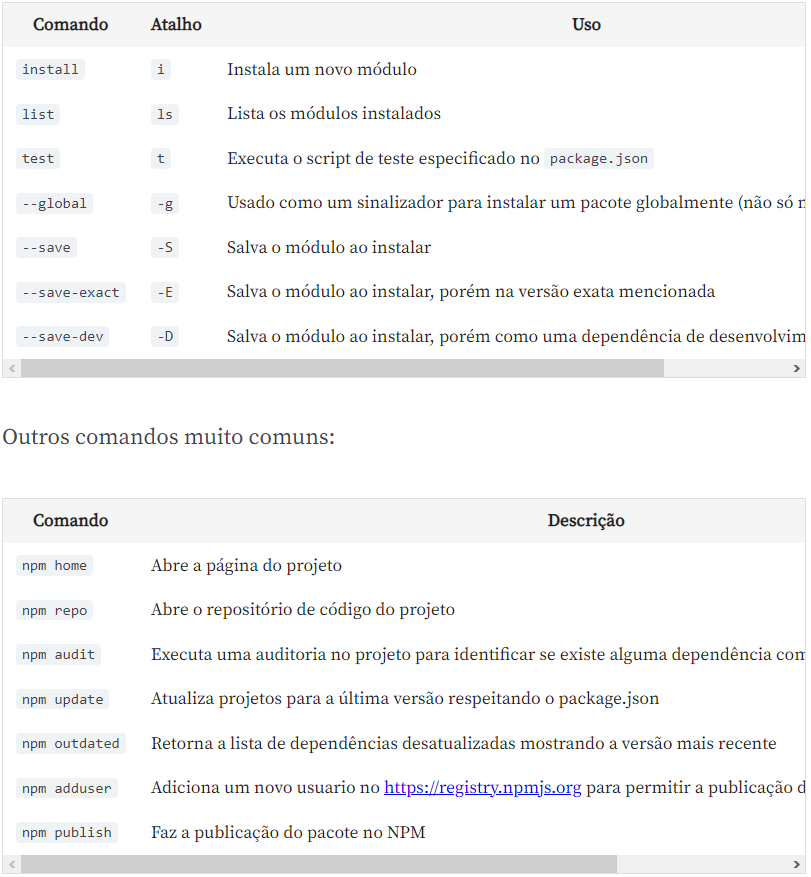 Comando Atalho Uso
install i Instala um novo módulo
list ls Lista os módulos instalados
test t Executa o script de teste especificado no package.json
--global -g Usado como um sinalizador para instalar um pacote globalmente (não só
--save -S Salva o módulo ao instalar
--save-exact -E Salva o módulo ao instalar, porém na versão exata mencionada
--save-dev -D Salva o módulo ao instalar, porém como uma dependência de desenvolvim
Outros comandos muito comuns:
Comando Descrição
npm home Abre a página do projeto
npm repo Abre o repositório de código do projeto
npm audit Executa uma auditoria no projeto para identificar se existe alguma dependência com
npm update Atualiza projetos para a última versão respeitando o package.json
npm outdated Retorna a lista de dependências desatualizadas mostrando a versão mais recente
npm adduser Adiciona um novo usuario no https://registry.npmjs.org para permitir a publicação d
npm publish Faz a publicação do pacote no NPM